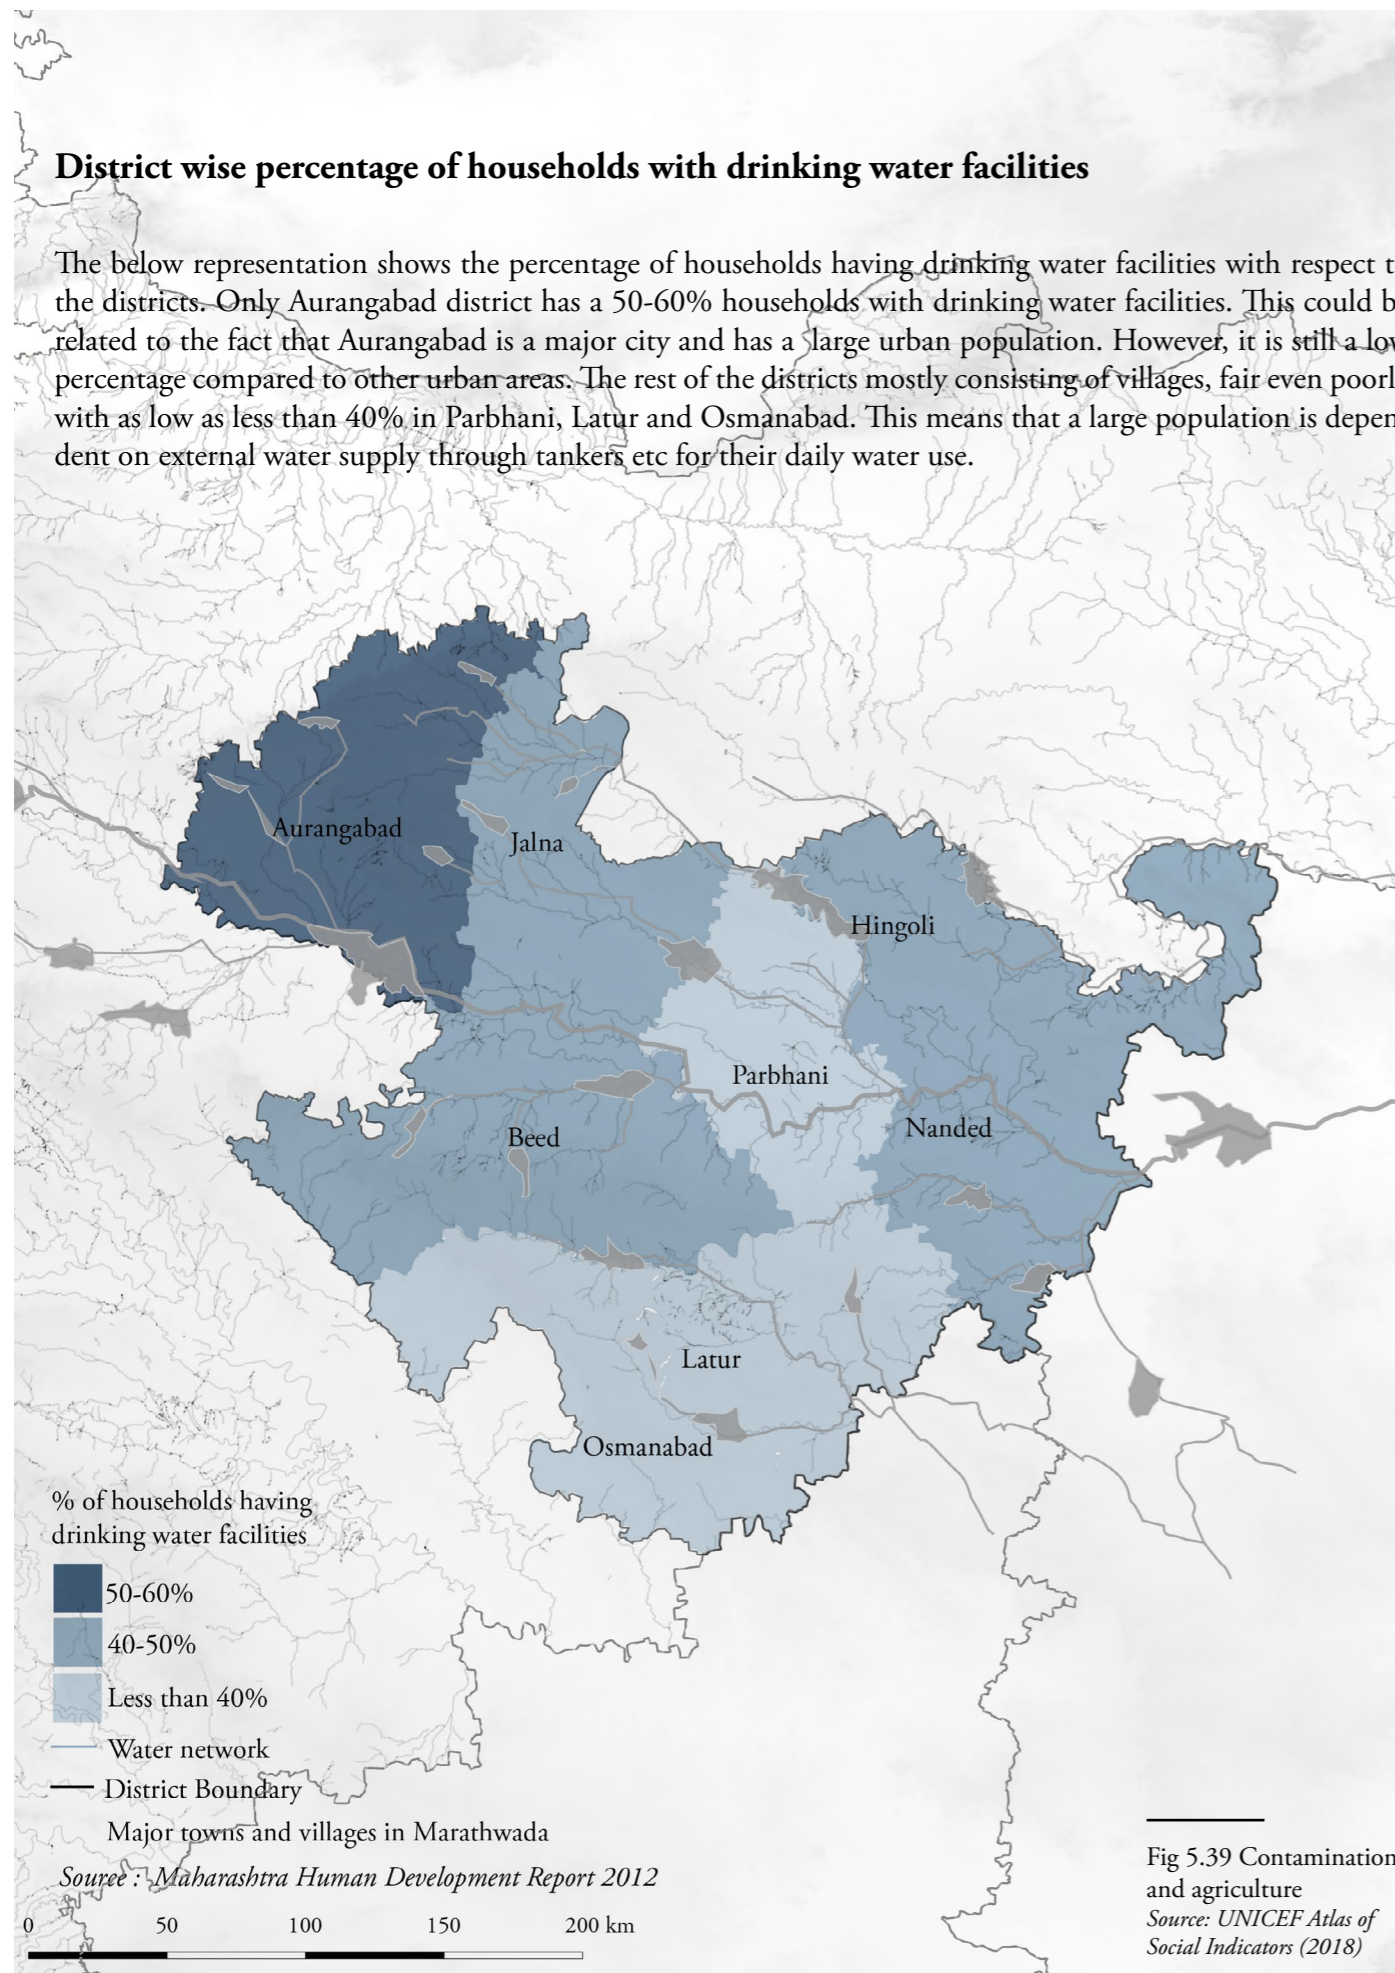 District wise percentage of households with drinking water facilities
The below representation shows the percentage of households having drinking water facilities with respect t
the districts. Only Aurangabad district has a 50-60% households with drinking water facilities. This could b
related to the fact that Aurangabad is a major city and has a large urban population. However, it is still a low
percentage compared to other urban areas. The rest of the districts mostly consisting of villages, fair even poorl
with as low as less than 40% in Parbhani, Latur and Osmanabad. This means that a large population is depen
dent on external water supply through tankers etc for their daily water use.
Aurangabad
Jalna
Hingoli
Parbhani
Nanded
Beed
Latur
Osmanabad
% of households having
drinking water facilities
50-60%
40-50%
Less than 40%
Water network
District Boundary
Major towns and villages in Marathwada
Source : Maharashtra Human Development Report 2012
0 50 100 150 200 km
Fig 5.39 Contamination
and agriculture
Source: UNICEF Atlas of
Social Indicators (2018)